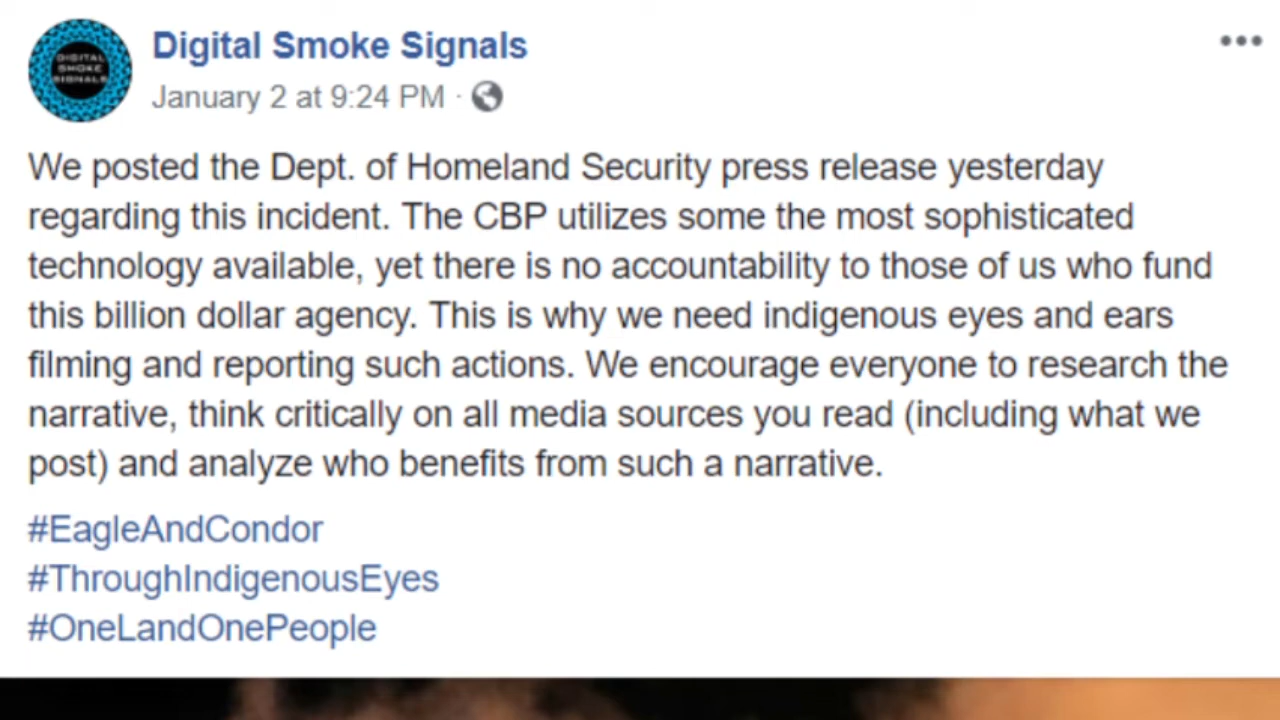 Digital Smoke Signals
January 2 at 9:24 PM ·
DIGITAL
SMOKE
SIGNALS
We posted the Dept. of Homeland Security press release yesterday
regarding this incident. The CBP utilizes some the most sophisticated
technology available, yet there is no accountability to those of us who fund
this billion dollar agency. This is why we need indigenous eyes and ears
filming and reporting such actions. We encourage everyone to research the
narrative, think critically on all media sources you read (including what we
post) and analyze who benefits from such a narrative.
#EagleAndCondor
#ThroughIndigenousEyes
#OneLandOnePeople